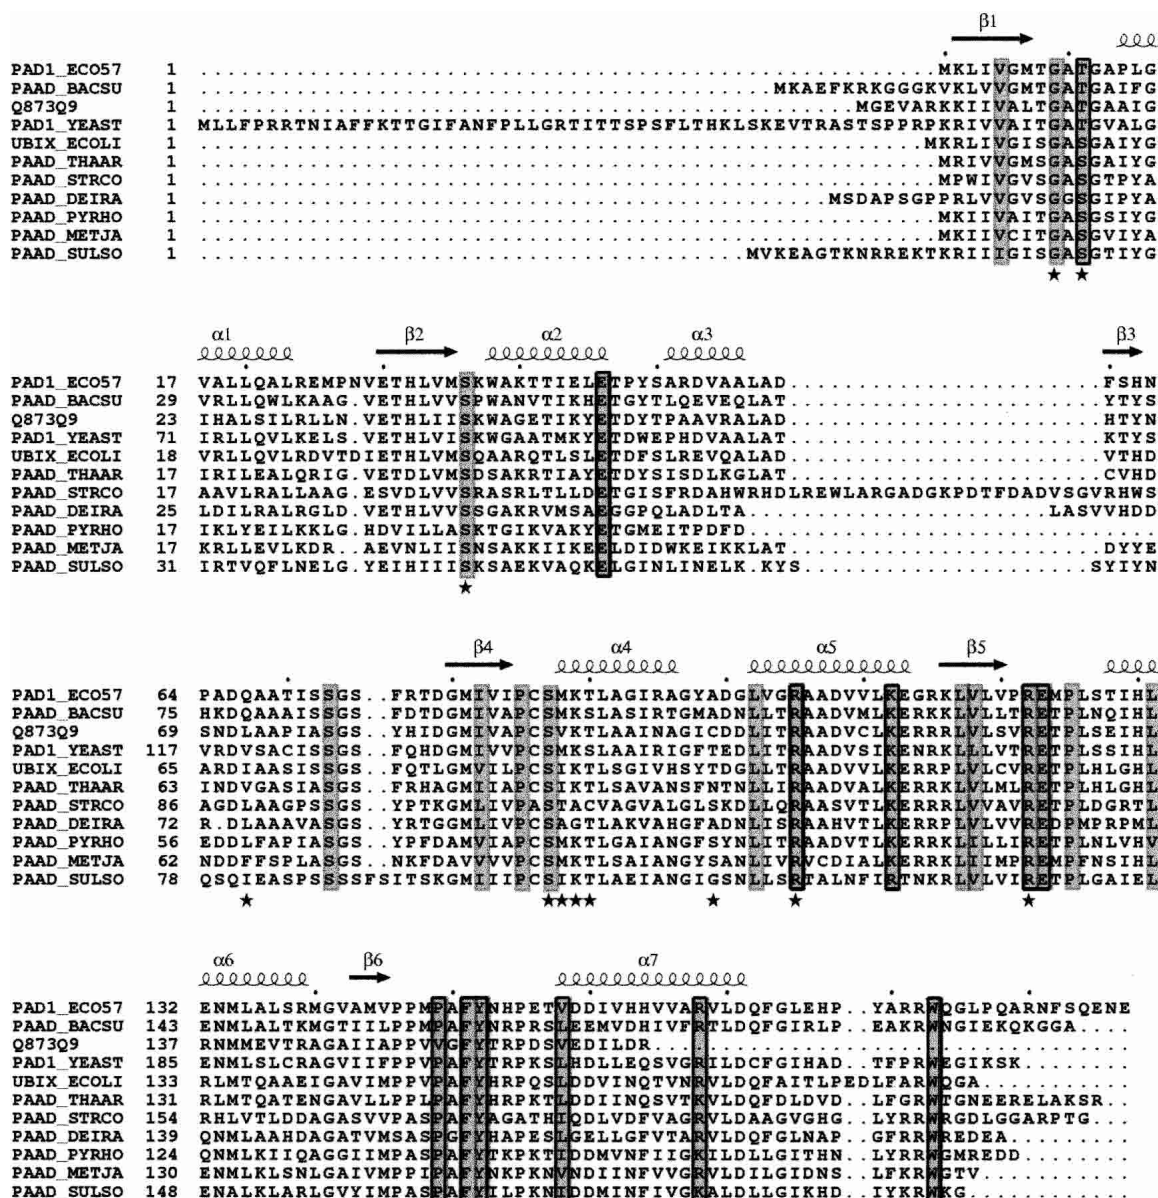 β1
PAD1_ECO57 1 ......................................................MKLIVGMTGATGAPLG
PAAD_BACSU 1 ..........................................MKAEFKRKGGGKVKLVVGMTGATGAIFG
Q873Q9 1 ................................................MGEVARKKIIVALTGATGAAIG
PAD1_YEAST 1 MLLFPRRTNIAFFKTTGIFANFPLLGRTITTSPSFLTHKLSKEVTRASTSPPRPKRIVVAITGATGVALG
UBIX_ECOLI 1 .....................................................MKRLIVGISGASGAIYG
PAAD_THAAR 1 ......................................................MRIVVGMSGASGAIYG
PAAD_STRCO 1 ......................................................MPWIVGVSGASGTPYA
PAAD_DEIRA 1 ..............................................MSDAPSGPPRLVVGVSGGSGIPYA
PAAD_PYRHO 1 ......................................................MKIIVAITGASGSIYG
PAAD_METJA 1 ......................................................MKIIVCITGASGVIYA
PAAD_SULSO 1 ........................................MVKEAGTKNRREKTKRIIIGISGASGTIYG
★ ★
α1 β2 α2 α3 β3
PAD1_ECO57 17 VALLQALREMPNVETHLVMSKWAKTTIELETPYSARDVAALAD.......................FSHN
PAAD_BACSU 29 VRLLQWLKAAG.VETHLVVSPWANVTIKHETGYTLQEVEQLAT.......................YTYS
Q873Q9 23 IHALSILRLLN.VETHLIISKWAGETIKYETDYTPAAVRALAD.......................HTYN
PAD1_YEAST 71 IRLLQVLKELS.VETHLVISKWGAATMKYETDWEPHDVAALAT.......................KTYS
UBIX_ECOLI 18 VRLLQVLRDVTDIETHLVMSQAARQTLSLETDFSLREVQALAD.......................VTHD
PAAD_THAAR 17 IRILEALQRIG.VETDLVMSDSAKRTIAYETDYSISDLKGLAT.......................CVHD
PAAD_STRCO 17 AAVLRALLAAG.ESVDLVVSRASRLTLLDETGISFRDAHWRHDLREWLARGADGKPDTFDADVSGVRHWS
PAAD_DEIRA 25 LDILRALRGLD.VETHLVVSSGAKRVMSAEGGPQLADLTA......................LASVVHDD
PAAD_PYRHO 17 IKLYEILKKLG.HDVILLASKTGIKVAKYETGMEITPDFD..............................
PAAD_METJA 17 KRLLEVLKDR..AEVNLIISNSAKKIIKEELDIDWKEIKKLAT.......................DYYE
PAAD_SULSO 31 IRTVQFLNELG.YEIHIIISKSAEKVAQKELGINLINELK.KYS.....................SYIYN
★
β4 α4 α5 β5
PAD1_ECO57 64 PADQAATISSGS..FRTDGMIVIPCSMKTLAGIRAGYADGLVGRAADVVLKEGRKLVLVPREMPLSTIHL
PAAD_BACSU 75 HKDQAAAISSGS..FDTDGMIVAPCSMKSLASIRTGMADNLLTRAADVMLKERKKLVLLTRETPLNQIHL
Q873Q9 69 SNDLAAPIASGS..YHIDGMIVAPCSVKTLAAINAGICDDLITRAADVCLKERRKLVLSVRETPLSEIHL
PAD1_YEAST 117 VRDVSACISSGS..FQHDGMIVVPCSMKSLAAIRIGFTEDLITRAADVSIKENRKLLLVTRETPLSSIHL
UBIX_ECOLI 65 ARDIAASISSGS..FQTLGMVILPCSIKTLSGIVHSYTDGLLTRAADVVLKERRPLVLCVRETPLHLGHL
PAAD_THAAR 63 INDVGASIASGS..FRHAGMIIAPCSIKTLSAVANSFNTNLLIRAADVALKERRKLVLMLRETPLHLGHL
PAAD_STRCO 86 AGDLAAGPSSGS..YPTKGMLIVPASTACVAGVALGLSKDLLQRAASVTLKERRRLVVAVRETPLDGRTL
PAAD_DEIRA 72 R.DLAAAVASGS..YRTGGMLIVPCSAGTLAKVAHGFADNLISRAAHVTLKERRPLVLVVREDPMPRPML
PAAD_PYRHO 56 EDDLFAPIASGS..YPFDAMVIAPCSMKTLSAIANGFSYNLITRAADVTLKERRKLILLIRETPLNLVHV
PAAD_METJA 62 NDDFFSPLASGS..NKFDAVVVVPCSMKTLSAIANGYSANLIVRVCDIALKERRKLIIMPREMPFNSIHL
PAAD_SULSO 78 QSQIEASPSSSSFSITSKGMIIIPCSIKTLAEIANGIGSNLLSRTALNFIRTNKRLVLVIRETPLGAIEL
★ ★★★★ ★ ★ ★
α6 β6 α7
PAD1_ECO57 132 ENMLALSRMGVAMVPPMPAFYNHPETVDDIVHHVVARVLDQFGLEHP..YARRWQGLPQARNFSQENE
PAAD_BACSU 143 ENMLALTKMGTIILPPMPAFYNRPRSLEEMVDHIVFRTLDQFGIRLP..EAKRWNGIEKQKGGA....
Q873Q9 137 RNMMEVTRAGAIIAPPVVGFYTRPDSVEDILDR...................................
PAD1_YEAST 185 ENMLSLCRAGVIIFPPVPAFYTRPKSLHDLLEQSVGRILDCFGIHAD..TFPRWEGIKSK........
UBIX_ECOLI 133 RLMTQAAEIGAVIMPPVPAFYHRPQSLDDVINQTVNRVLDQFAITLPEDLFARWQGA...........
PAAD_THAAR 131 RLMTQATENGAVLLPPLPAFYHRPKTLDDIINQSVTKVLDQFDLDVD..LFGRWTGNEERELAKSR..
PAAD_STRCO 154 RHLVTLDDAGASVVPASPAFYAGATHIQDLVDFVAGRVLDAAGVGHG..LYRRWRGDLGGARPTG...
PAAD_DEIRA 139 QNMLAAHDAGATVMSASPGFYHAPESLGELLGFVTARVLDQFGLNAP..GFRRWREDEA.........
PAAD_PYRHO 124 QNMLKIIQAGGIIMPASPAFYTKPKTIDDMVNFIIGKILDLLGITHN..LYRRWGMREDD........
PAAD_METJA 130 ENMLKLSNLGAIVMPPIPAFYNKPKNVNDIINFVVGRVLDILGIDNS..LFKRWGTV...........
PAAD_SULSO 148 ENALKLARLGVYIMPASPAFYILPKNIDDMINFIVGKALDLLGIKHD..IYKRWKG............